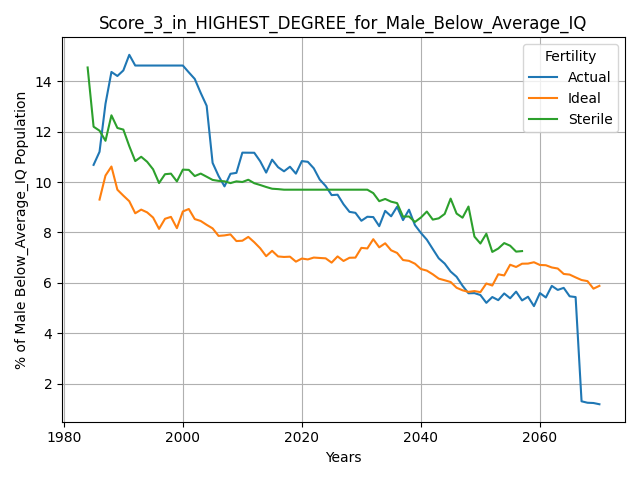 Score_3_in_HIGHEST_DEGREE_for_Male_Below_Average_IQ
% of Male Below_Average_IQ Population
14
12
10
8
6
4
2
Fertility
Actual
Ideal
Sterile
1980 2000 2020 2040 2060
Years